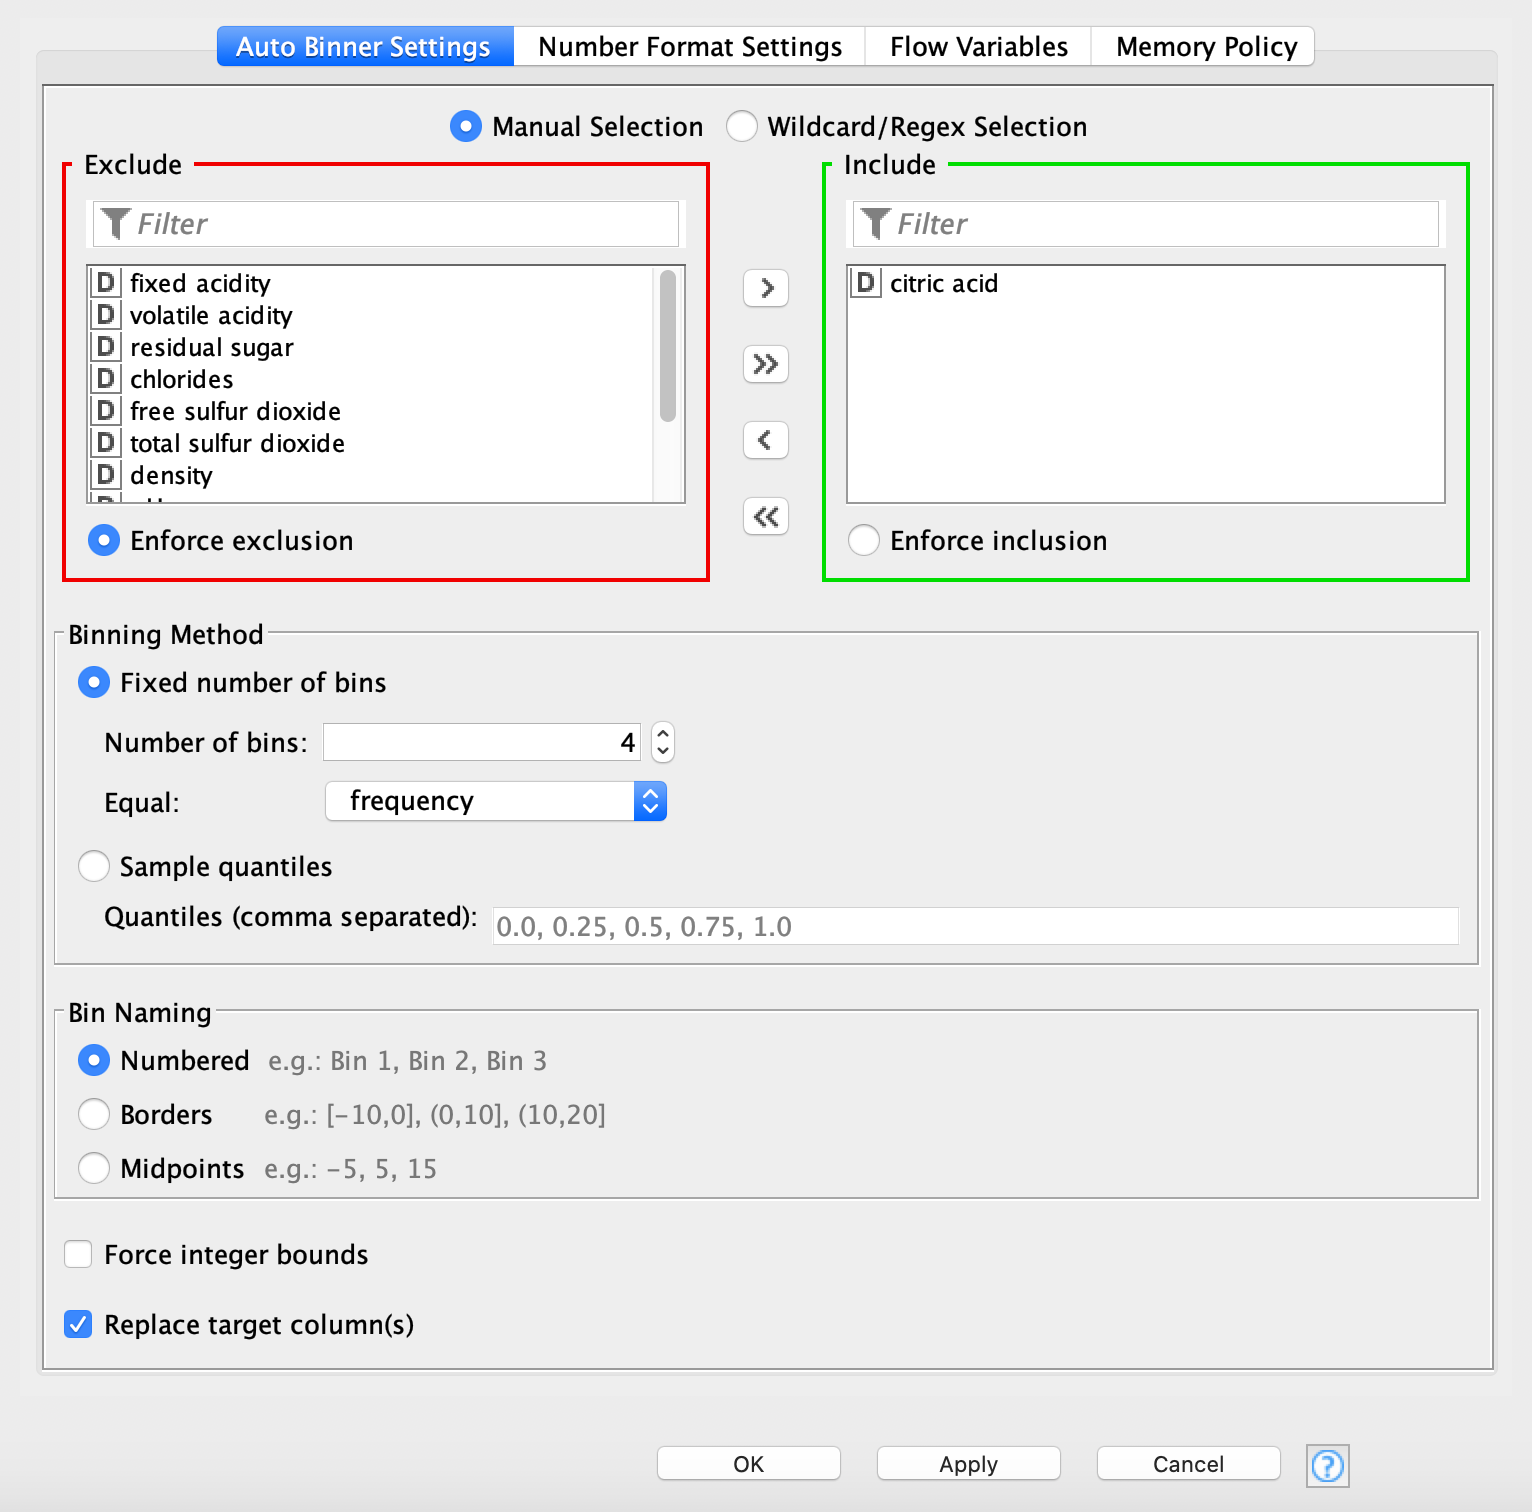 Auto Binner Settings Number Format Settings Flow Variables Memory Policy
Manual Selection Wildcard/Regex Selection
Exclude
Filter
D fixed acidity
D volatile acidity
D residual sugar
D chlorides
D free sulfur dioxide
D total sulfur dioxide
D density
Enforce exclusion
>
>>
<
<<
Include
Filter
D citric acid
Enforce inclusion
Binning Method
Fixed number of bins
Number of bins: 4
Equal: frequency
Sample quantiles
Quantiles (comma separated): 0.0, 0.25, 0.5, 0.75, 1.0
Bin Naming
Numbered e.g.: Bin 1, Bin 2, Bin 3
Borders e.g.: [-10,0], (0,10], (10,20]
Midpoints e.g.: -5, 5, 15
Force integer bounds
Replace target column(s)
OK Apply Cancel ?